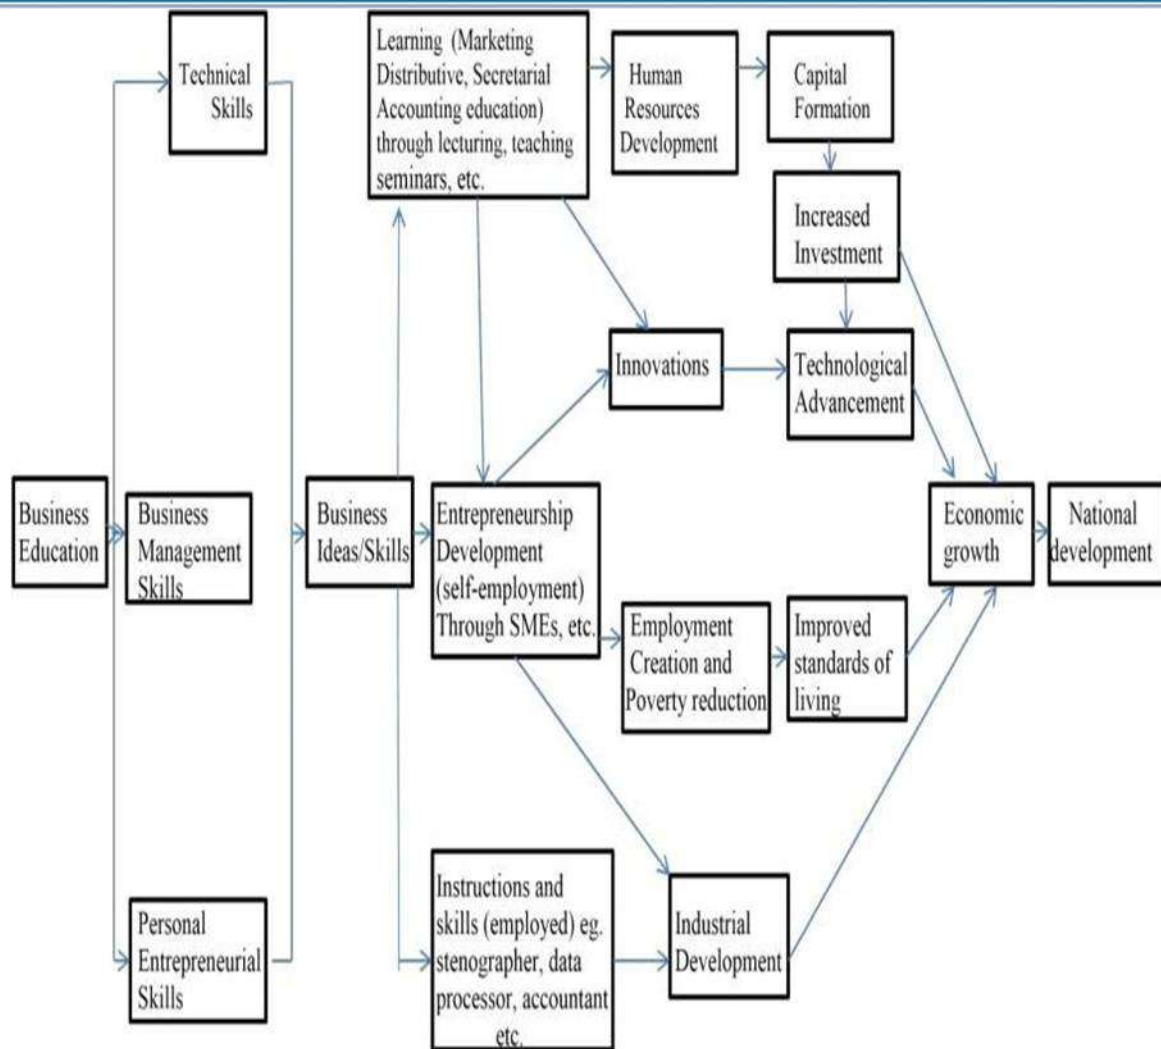 Technical
Skills
Learning (Marketing
Distributive, Secretarial
Accounting education)
through lecturing, teaching
seminars, etc.
Human
Resources
Development
Capital
Formation
Increased
Investment
Innovations
Technological
Advancement
Business
Education
Business
Management
Skills
Business
Ideas/Skills
Entrepreneurship
Development
(self-employment)
Through SMEs, etc.
Economic
growth
National
development
Employment
Creation and
Poverty reduction
Improved
standards of
living
Personal
Entrepreneurial
Skills
Instructions and
skills (employed) eg.
stenographer, data
processor, accountant
etc.
Industrial
Development